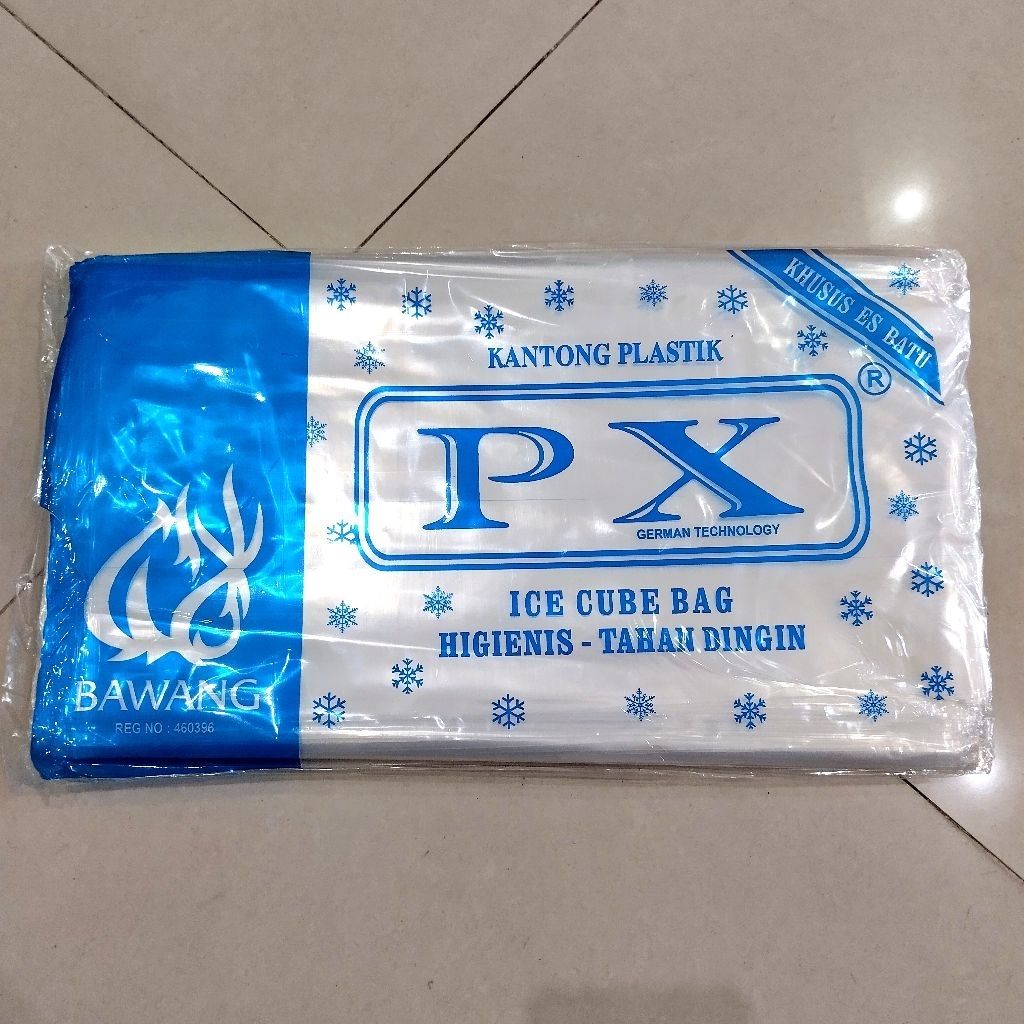 KHUSUS ES BATU
KANTONG PLASTIK
®
PX
GERMAN TECHNOLOGY
ICE CUBE BAG
HIGIENIS - TAHAN DINGIN
BAWANG
REG NO : 460396